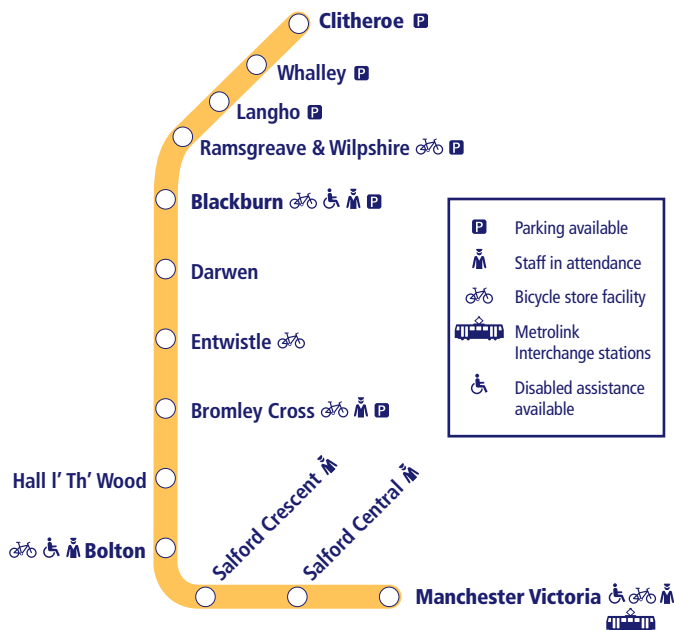 Clitheroe P
Whalley P
Langho P
Ramsgreave & Wilpshire P
Blackburn P
Darwen
Entwistle
Bromley Cross P
Hall l' Th' Wood
Bolton
Salford Crescent
Salford Central
Manchester Victoria
P Parking available
Staff in attendance
Bicycle store facility
Metrolink
Interchange stations
Disabled assistance
available